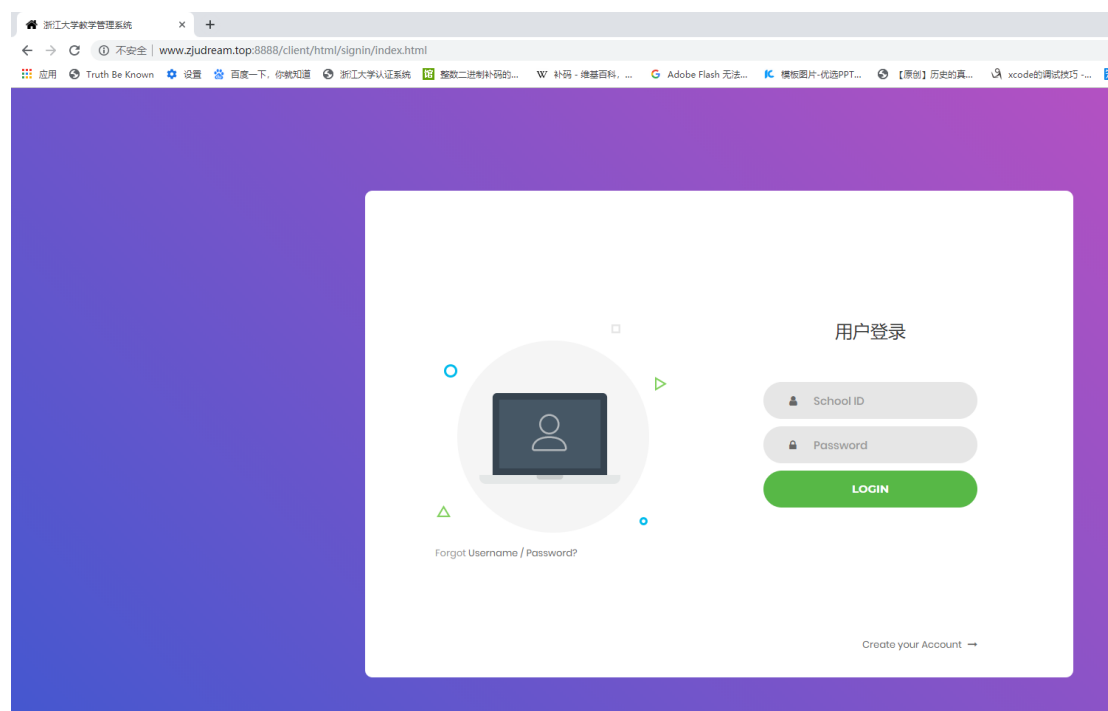 浙江大学教学管理系统
不安全 | www.zjudream.top:8888/client/html/signin/index.html
应用 Truth Be Known 设置 百度一下，你就知道 浙江大学认证系统 整数二进制补码的... 补码 - 维基百科，... Adobe Flash 无法... 模板图片-优选PPT... 【原创】历史的真... xcode的调试技巧 -...
用户登录
School ID
Password
LOGIN
Forgot Username / Password?
Create your Account →